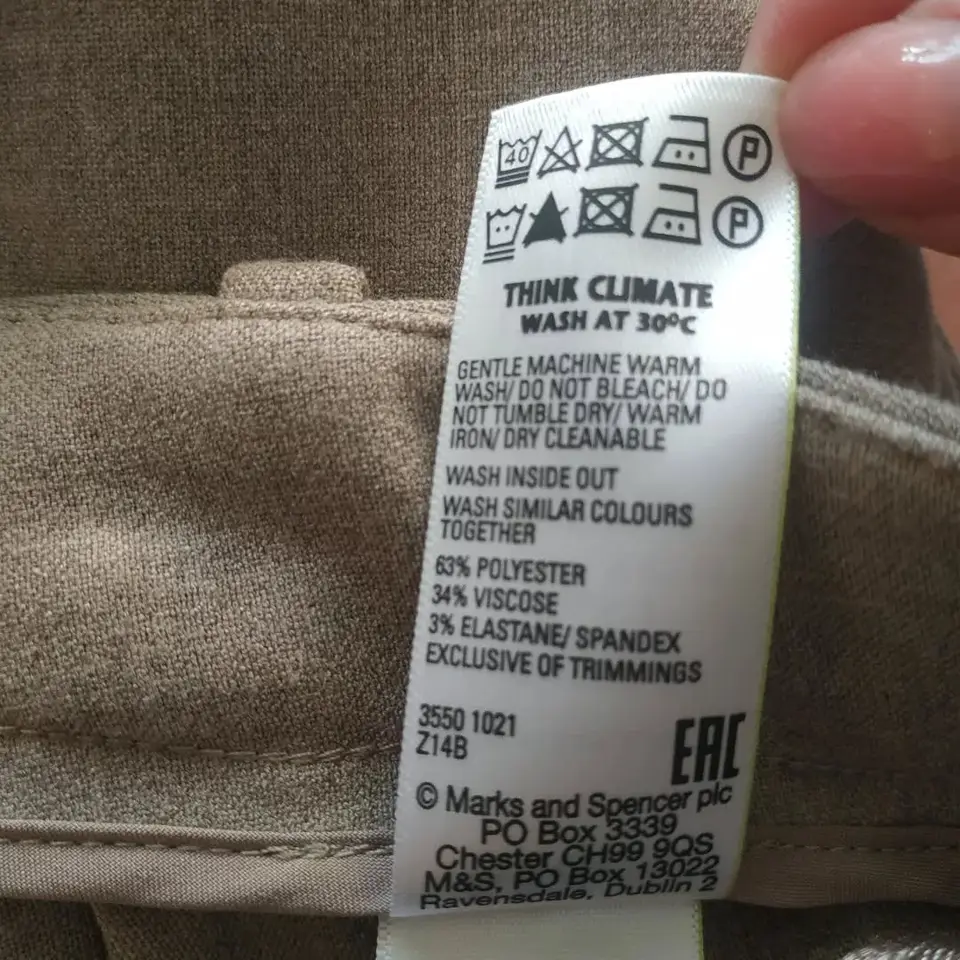 40 P
P
THINK CLIMATE
WASH AT 30ºC
GENTLE MACHINE WARM
WASH/ DO NOT BLEACH/ DO
NOT TUMBLE DRY/ WARM
IRON/ DRY CLEANABLE
WASH INSIDE OUT
WASH SIMILAR COLOURS
TOGETHER
63% POLYESTER
34% VISCOSE
3% ELASTANE/ SPANDEX
EXCLUSIVE OF TRIMMINGS
3550 1021
Z14B
EAC
© Marks and Spencer plc
PO Box 3339
Chester CH99 9QS
M&S, PO Box 13022
Ravensdale, Dublin 2